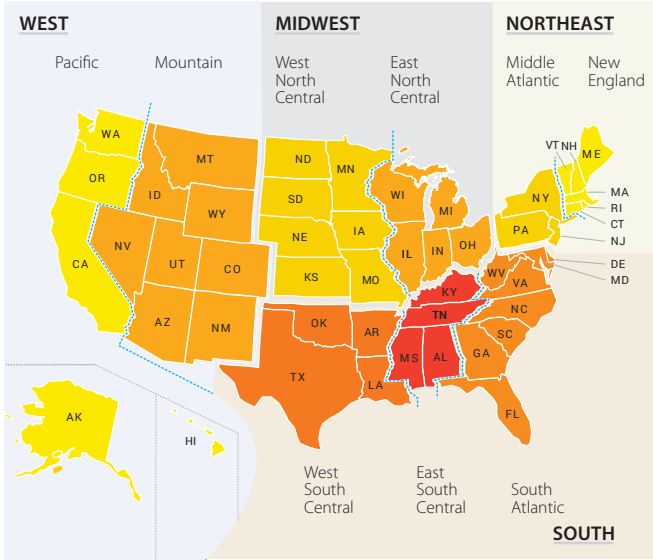 WEST
MIDWEST
NORTHEAST
Pacific
Mountain
West
North
Central
East
North
Central
Middle
Atlantic
New
England
WA
OR
CA
MT
ID
WY
NV
UT
CO
AZ
NM
ND
MN
SD
NE
IA
KS
MO
WI
MI
IL
IN
OH
VT
NH
ME
NY
PA
MA
RI
CT
NJ
DE
MD
WV
VA
KY
NC
TN
SC
OK
AR
MS
AL
GA
TX
LA
FL
AK
HI
West
South
Central
East
South
Central
South
Atlantic
SOUTH